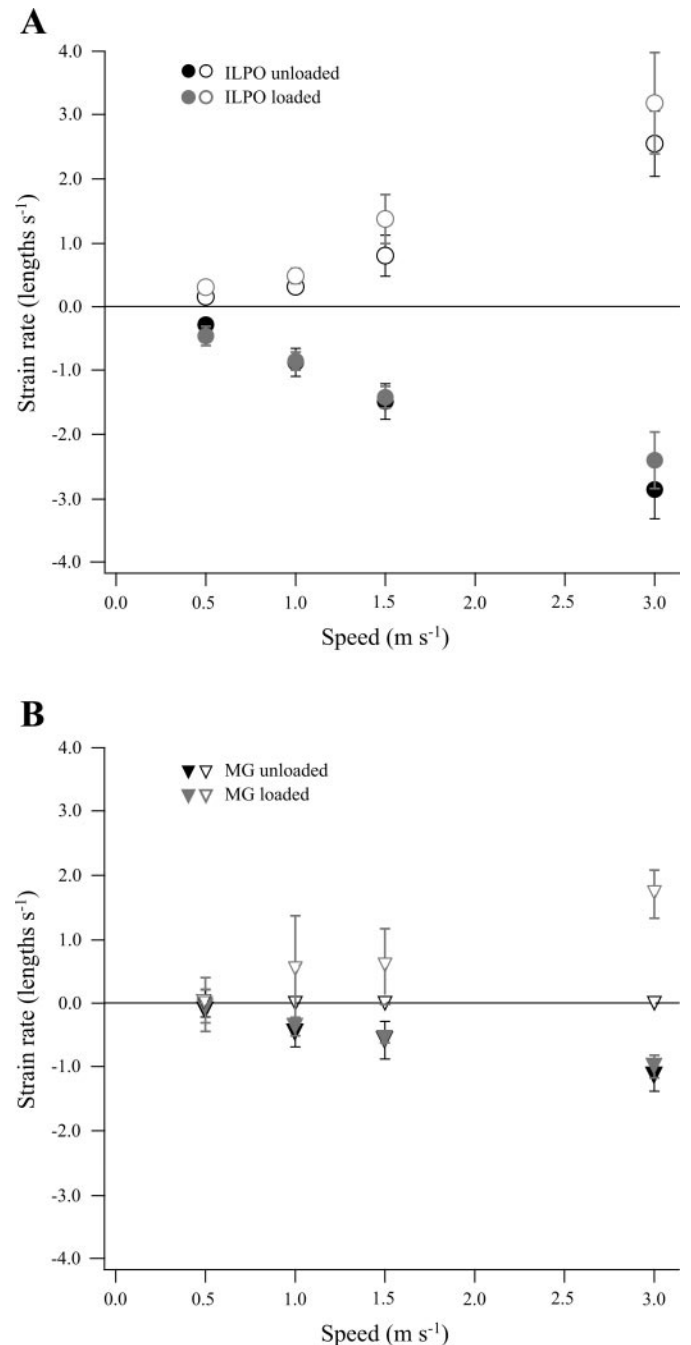 A
4.0
ILPO unloaded
ILPO loaded
3.0
2.0
1.0
0.0
-1.0
-2.0
-3.0
-4.0
Strain rate (lengths s⁻¹)
0.0 0.5 1.0 1.5 2.0 2.5 3.0
Speed (m s⁻¹)
B
4.0
MG unloaded
MG loaded
3.0
2.0
1.0
0.0
-1.0
-2.0
-3.0
-4.0
Strain rate (lengths s⁻¹)
0.0 0.5 1.0 1.5 2.0 2.5 3.0
Speed (m s⁻¹)